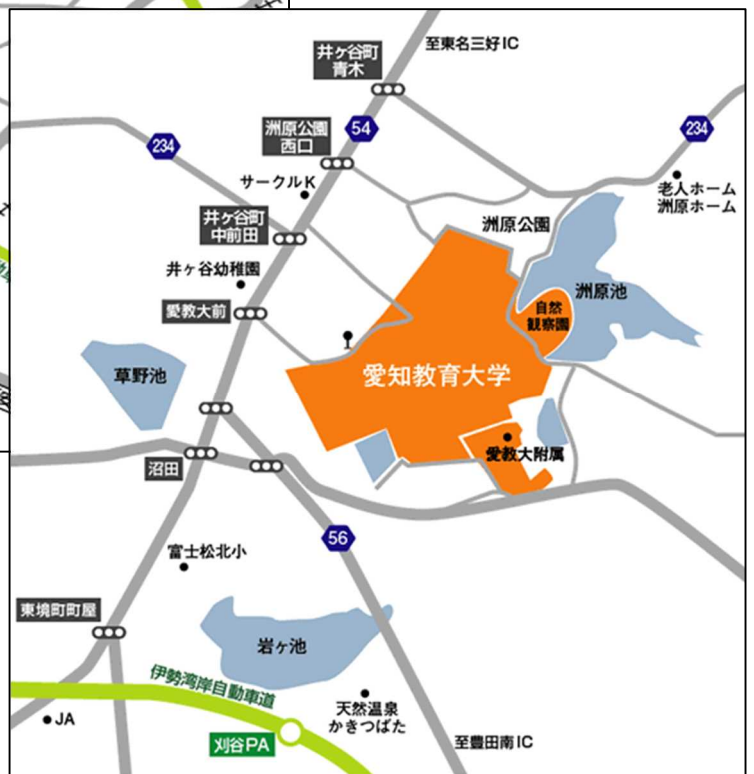 至東名三好IC
井ヶ谷町
青木
54
234
234
洲原公園
西口
サークルK
老人ホーム
洲原ホーム
井ヶ谷町
中前田
洲原公園
井ヶ谷幼稚園
洲原池
愛教大前
自然
観察園
草野池
愛知教育大学
愛教大附属
沼田
56
富士松北小
東境町町屋
岩ヶ池
伊勢湾岸自動車道
天然温泉
かきつばた
JA
刈谷PA
至豊田南IC